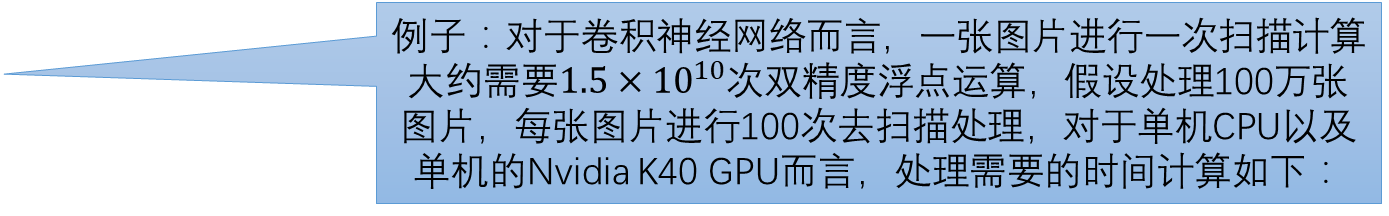 例子：对于卷积神经网络而言，一张图片进行一次扫描计算
大约需要1.5 × 10¹⁰次双精度浮点运算，假设处理100万张
图片，每张图片进行100次去扫描处理，对于单机CPU以及
单机的Nvidia K40 GPU而言，处理需要的时间计算如下：